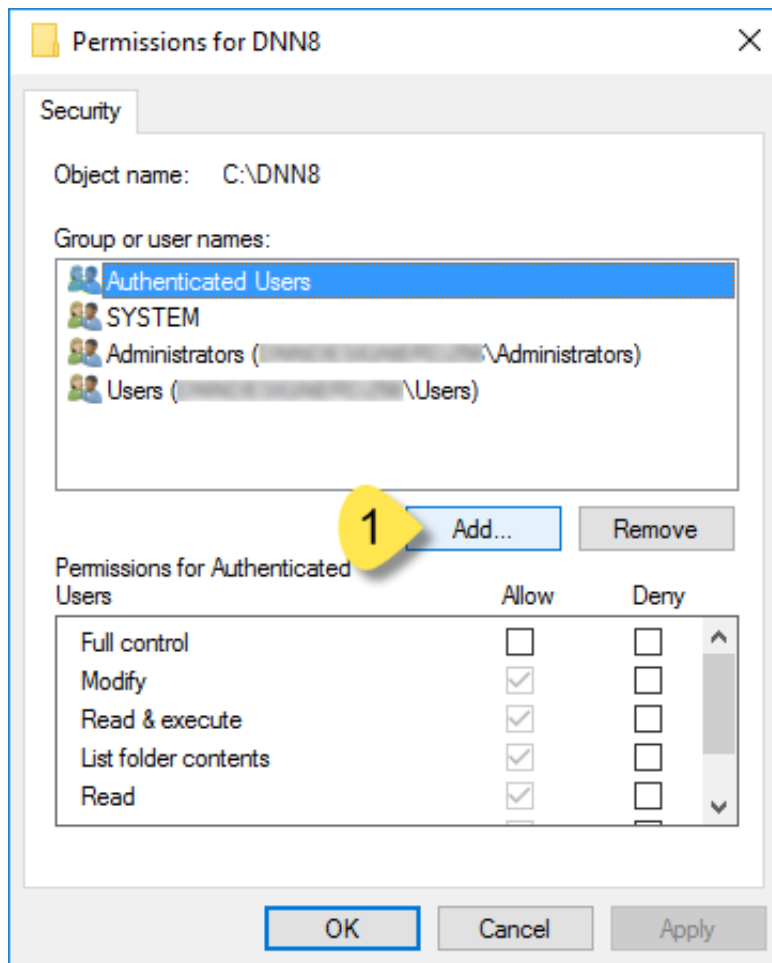 Permissions for DNN8
Security
Object name: C:\DNN8
Group or user names:
Authenticated Users
SYSTEM
Administrators ( \Administrators)
Users ( \Users)
1 Add... Remove
Permissions for Authenticated
Users Allow Deny
Full control
Modify
Read & execute
List folder contents
Read
OK Cancel Apply